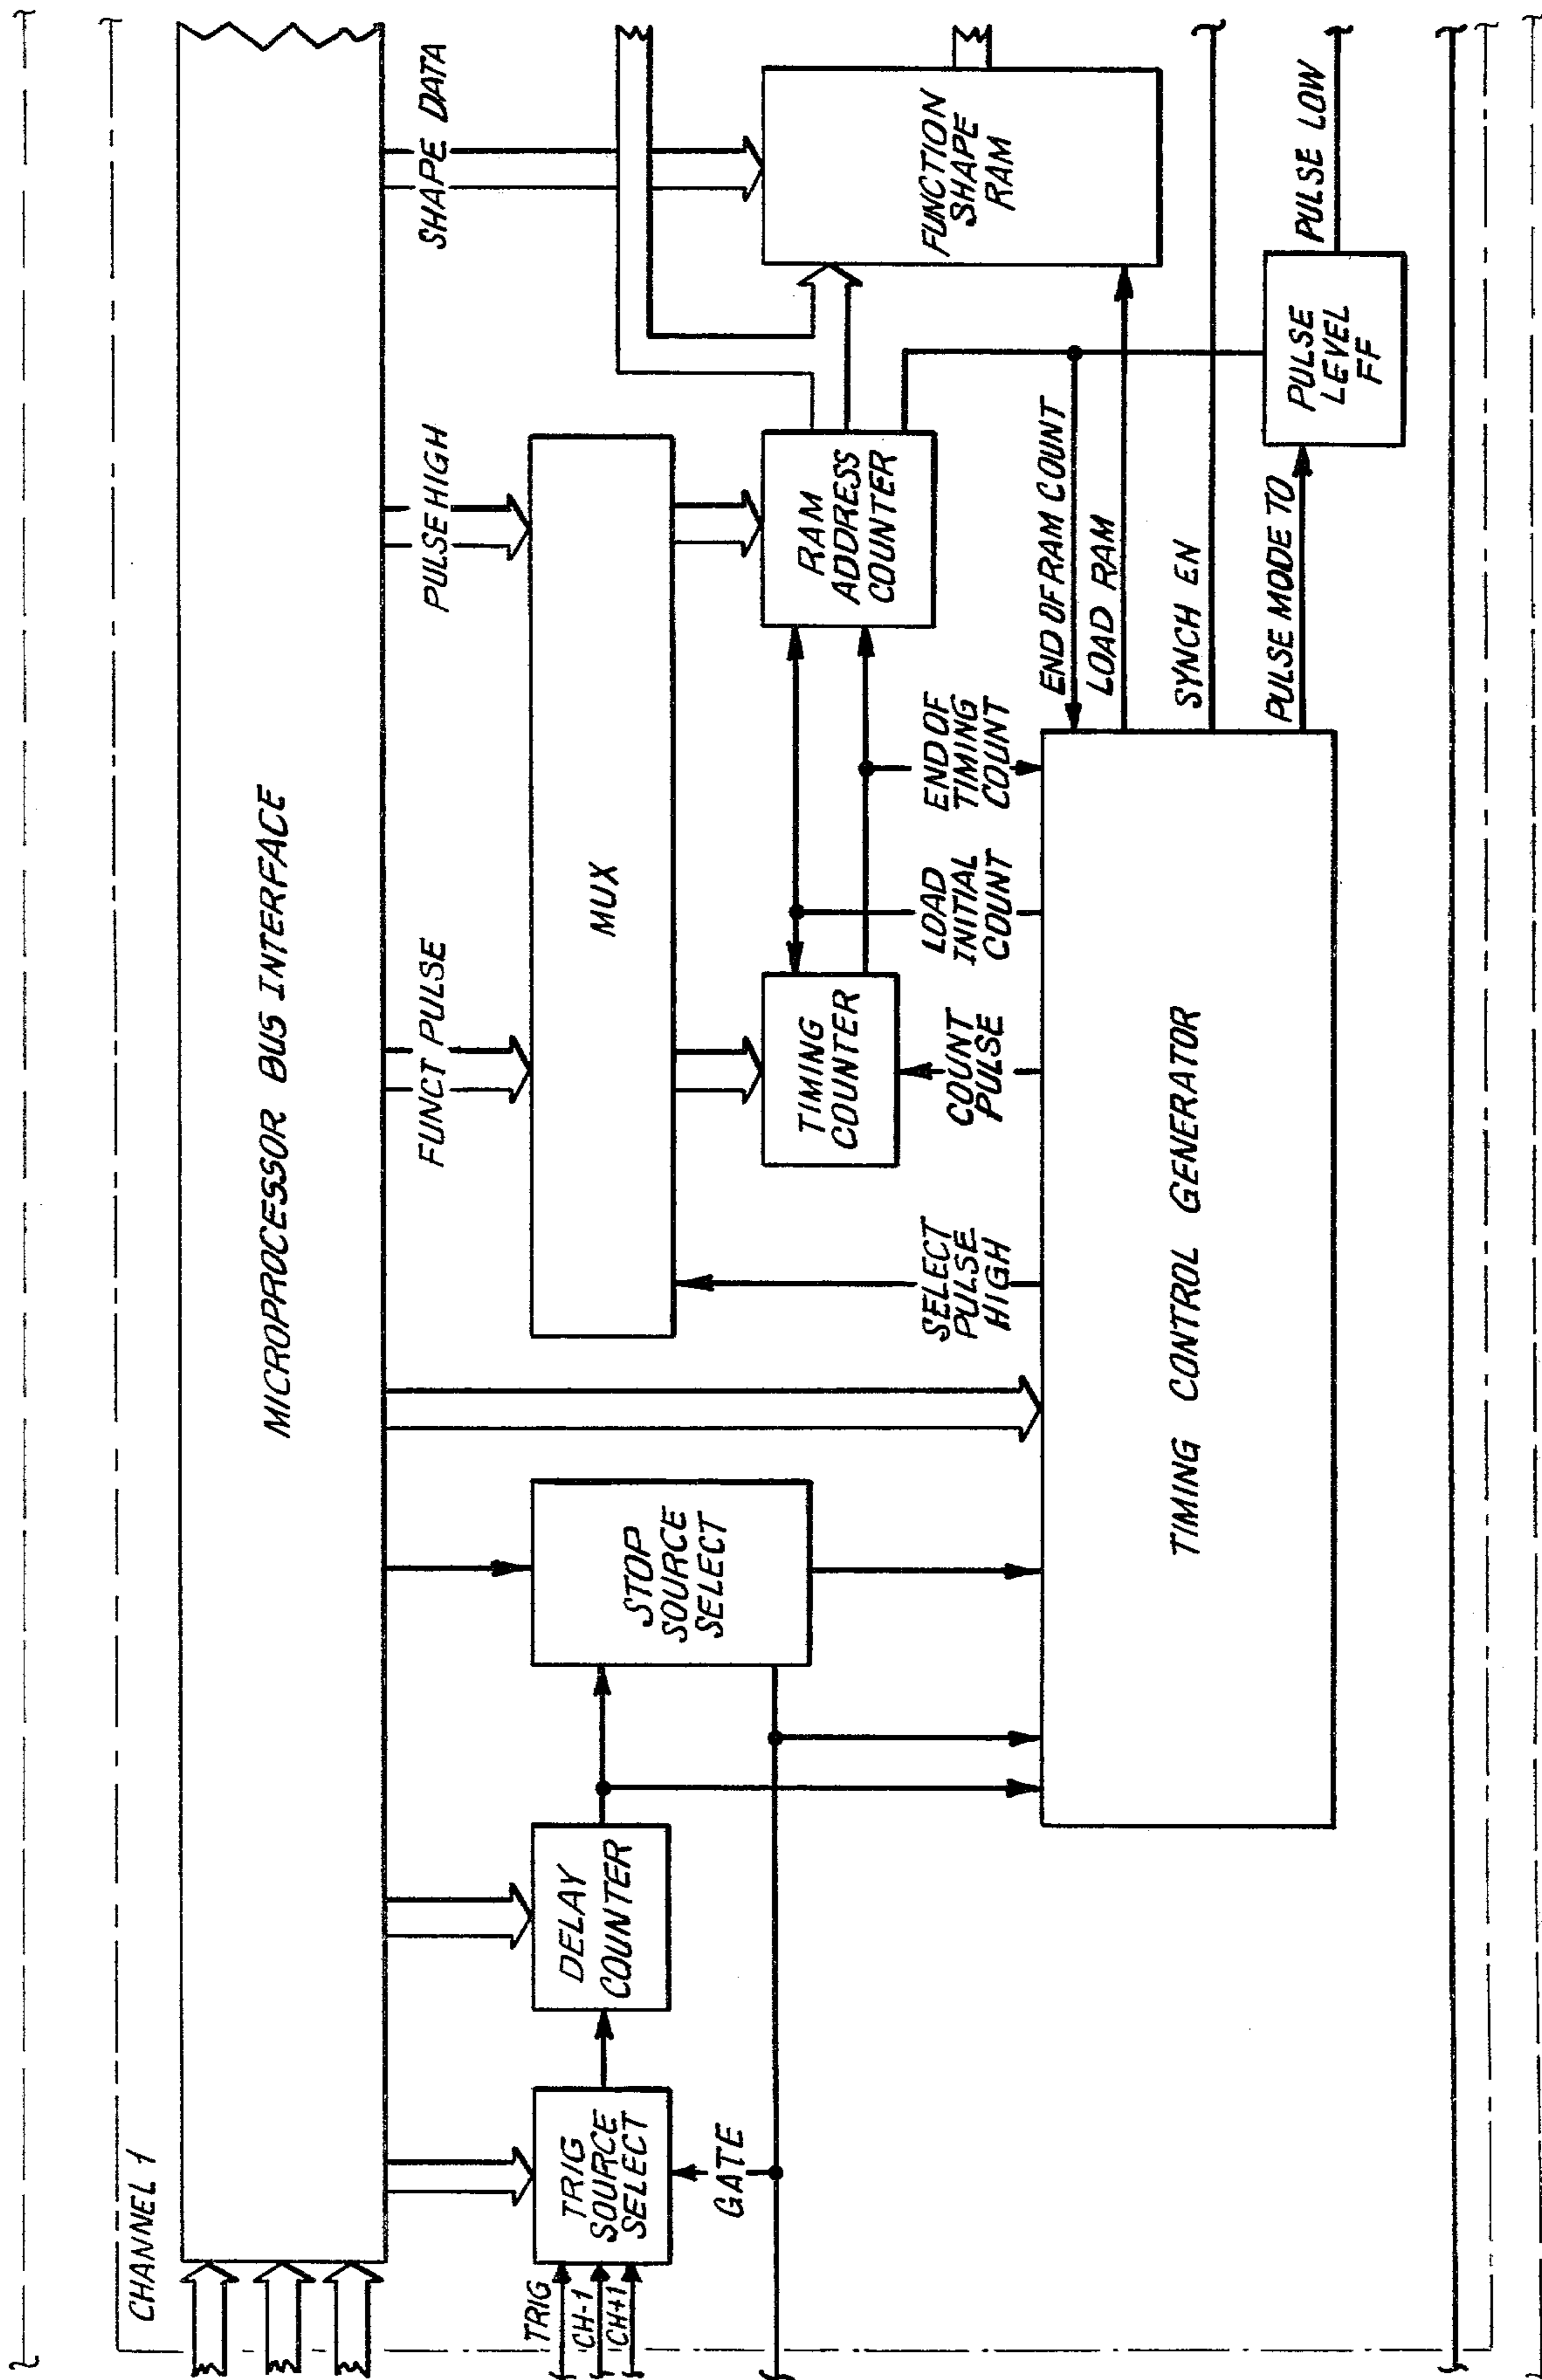 CHANNEL 1
MICROPROCESSOR BUS INTERFACE
FUNCT PULSE
PULSE HIGH
SHAPE DATA
TRIG
CH-1
CH+1
TRIG
SOURCE
SELECT
DELAY
COUNTER
STOP
SOURCE
SELECT
MUX
GATE
TIMING
COUNTER
RAM
ADDRESS
COUNTER
FUNCTION
SHAPE
RAM
SELECT
PULSE
HIGH
COUNT
PULSE
LOAD
INITIAL
COUNT
END OF
TIMING
COUNT
END OF RAM COUNT
LOAD RAM
SYNCH EN
PULSE MODE TO
TIMING CONTROL GENERATOR
PULSE
LEVEL
FF
PULSE LOW